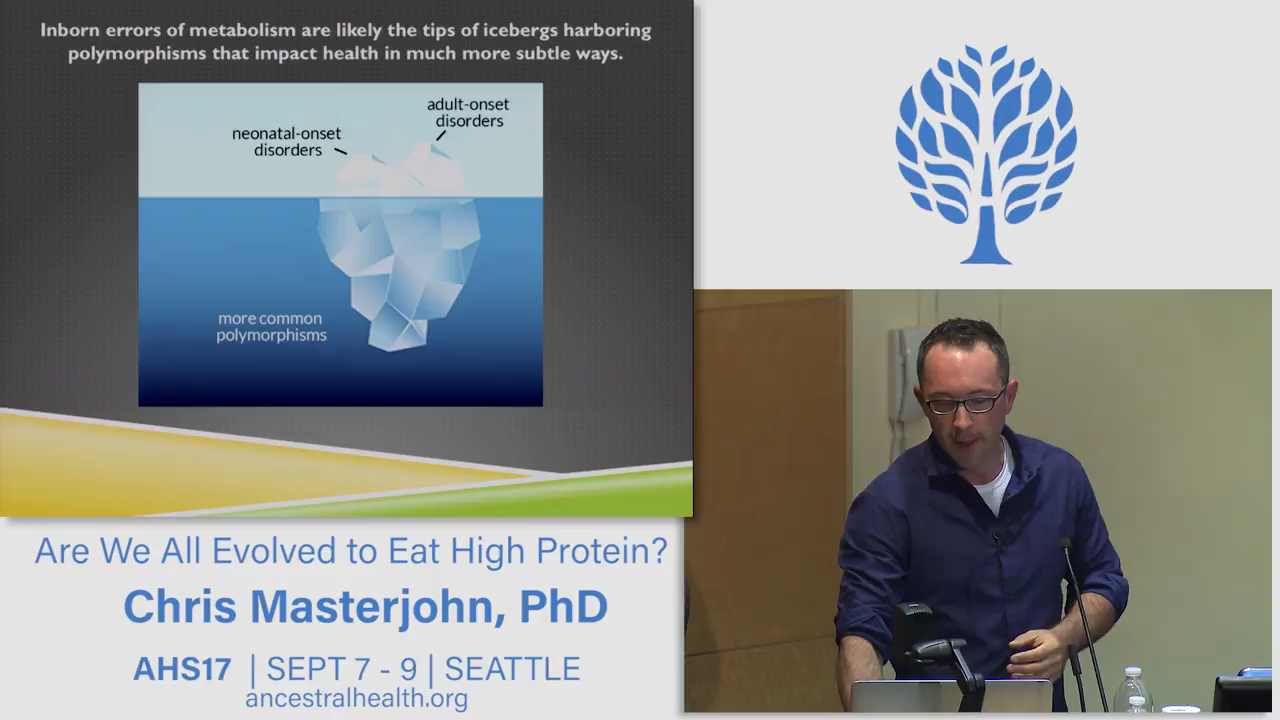 Inborn errors of metabolism are likely the tips of icebergs harboring
polymorphisms that impact health in much more subtle ways.
neonatal-onset
disorders
adult-onset
disorders
more common
polymorphisms
Are We All Evolved to Eat High Protein?
Chris Masterjohn, PhD
AHS17 | SEPT 7 - 9 | SEATTLE
ancestralhealth.org